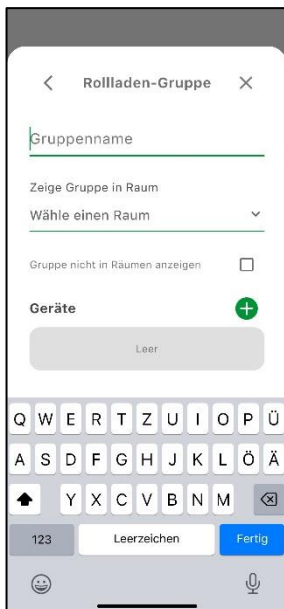 Rollladen-Gruppe
Gruppenname
Zeige Gruppe in Raum
Wähle einen Raum
Gruppe nicht in Räumen anzeigen
Geräte
Leer
Q W E R T Z U I O P Ü
A S D F G H J K L Ö Ä
Y X C V B N M
123 Leerzeichen Fertig